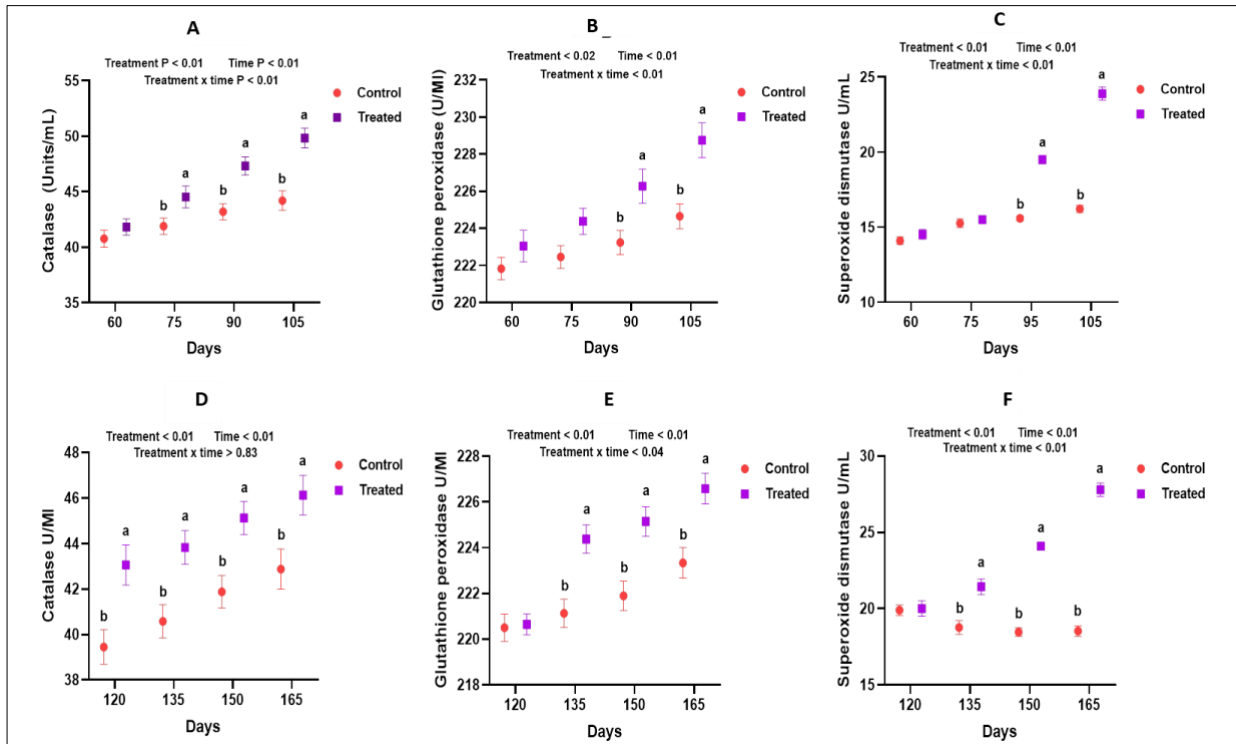 A
Treatment P < 0.01 Time P < 0.01
Treatment x time P < 0.01
Catalase (Units/mL)
55
50
45
40
35
a
a
a
b
b
b
60 75 90 105
Days
Control
Treated
B_
Treatment < 0.02 Time < 0.01
Treatment x time < 0.01
Glutathione peroxidase (U/Ml)
232
230
228
226
224
222
220
a
a
b
b
60 75 90 105
Days
Control
Treated
C
Treatment < 0.01 Time < 0.01
Treatment x time < 0.01
Superoxide dismutase U/mL
25
20
15
10
a
a
b
b
60 75 95 105
Days
Control
Treated
D
Treatment < 0.01 Time < 0.01
Treatment x time > 0.83
Catalase U/Ml
48
46
44
42
40
38
a
a
a
a
b
b
b
b
120 135 150 165
Days
Control
Treated
E
Treatment < 0.01 Time < 0.01
Treatment x time < 0.04
Glutathione peroxidase U/Ml
228
226
224
221
220
218
a
a
a
b
b
b
120 135 150 165
Days
Control
Treated
F
Treatment < 0.01 Time < 0.01
Treatment x time < 0.01
Superoxide dismutase U/mL
30
25
20
15
a
a
a
b
b
b
120 135 150 165
Days
Control
Treated